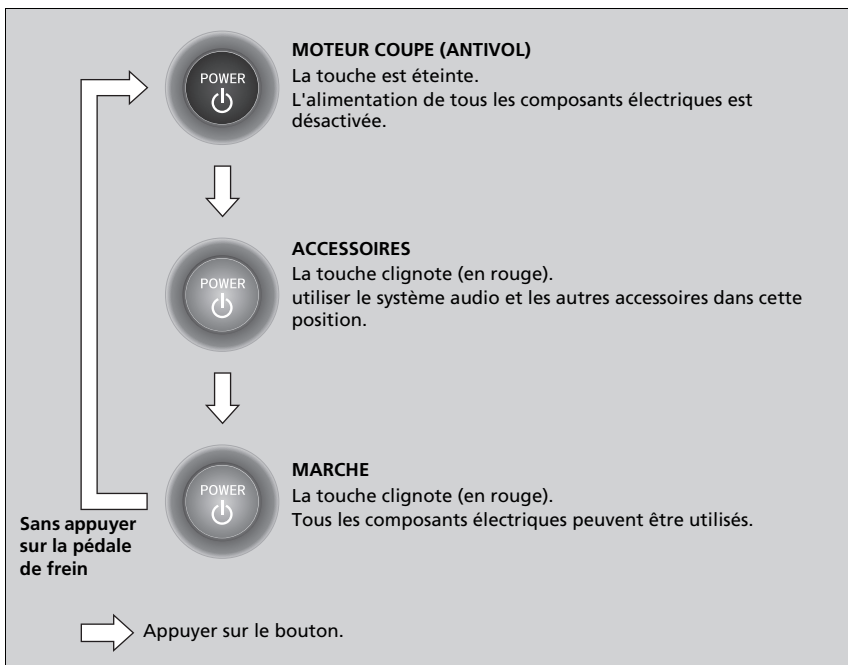 POWER
MOTEUR COUPE (ANTIVOL)
La touche est éteinte.
L'alimentation de tous les composants électriques est
désactivée.
POWER
ACCESSOIRES
La touche clignote (en rouge).
utiliser le système audio et les autres accessoires dans cette
position.
POWER
MARCHE
La touche clignote (en rouge).
Tous les composants électriques peuvent être utilisés.
Sans appuyer
sur la pédale
de frein
Appuyer sur le bouton.